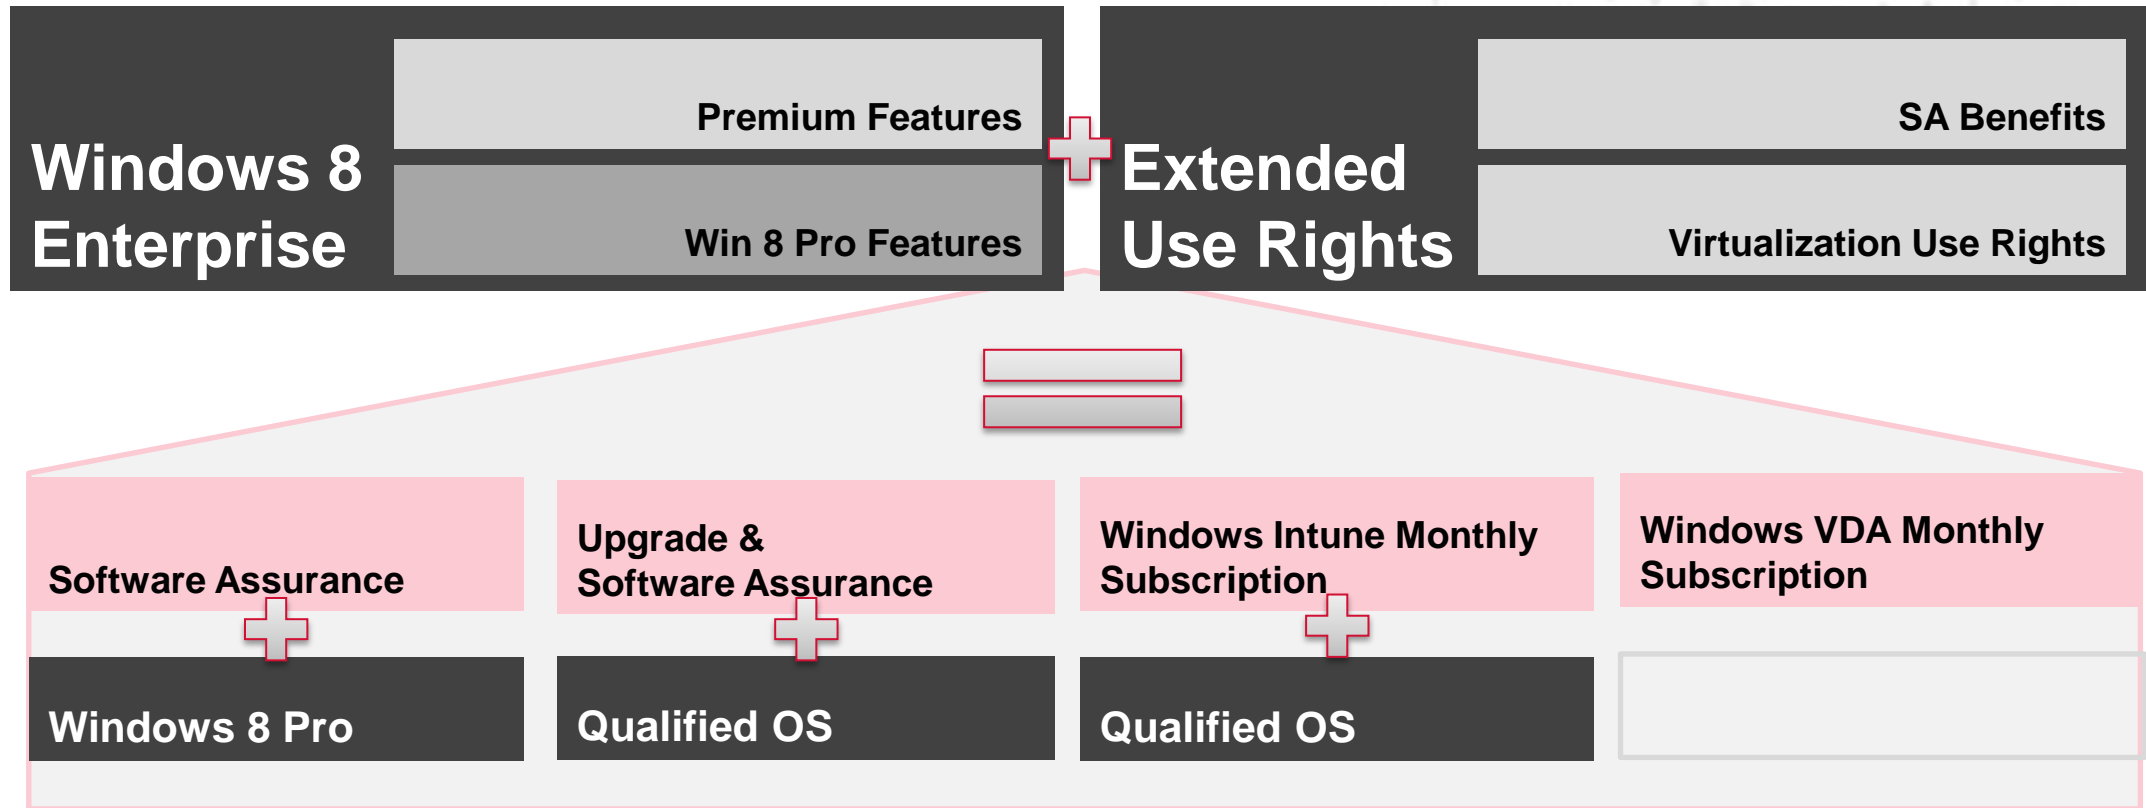 Windows 8
Enterprise
Premium Features
Win 8 Pro Features
Extended
Use Rights
SA Benefits
Virtualization Use Rights
Software Assurance
Windows 8 Pro
Upgrade &
Software Assurance
Qualified OS
Windows Intune Monthly
Subscription
Qualified OS
Windows VDA Monthly
Subscription